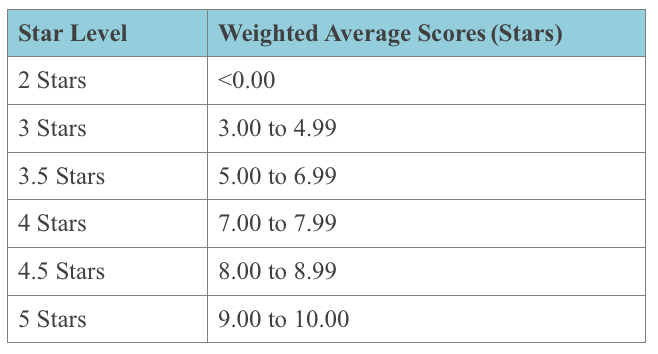 Star Level Weighted Average Scores (Stars)
2 Stars <0.00
3 Stars 3.00 to 4.99
3.5 Stars 5.00 to 6.99
4 Stars 7.00 to 7.99
4.5 Stars 8.00 to 8.99
5 Stars 9.00 to 10.00